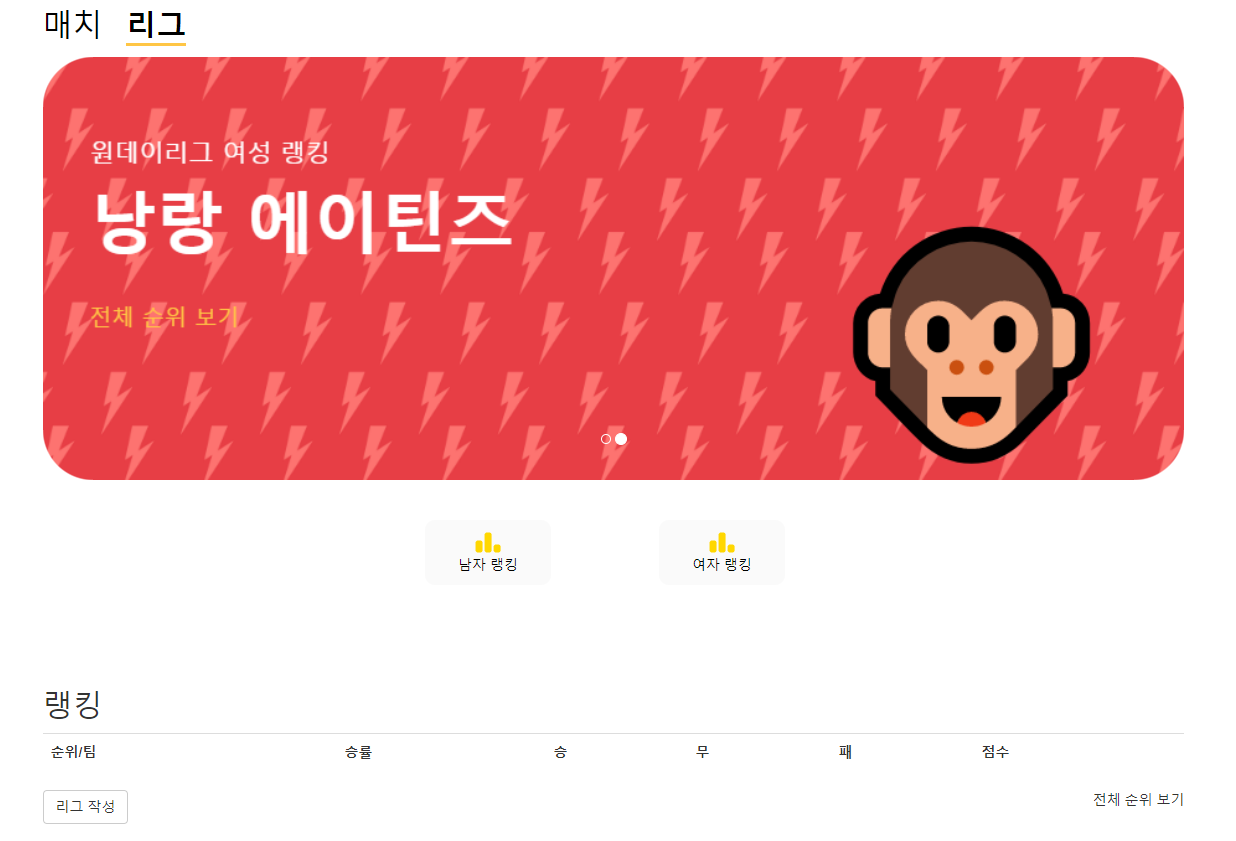 매치 리그
원데이리그 여성 랭킹
낭랑 에이틴즈
전체 순위 보기
남자 랭킹 여자 랭킹
랭킹
순위/팀 승률 승 무 패 점수
리그 작성 전체 순위 보기